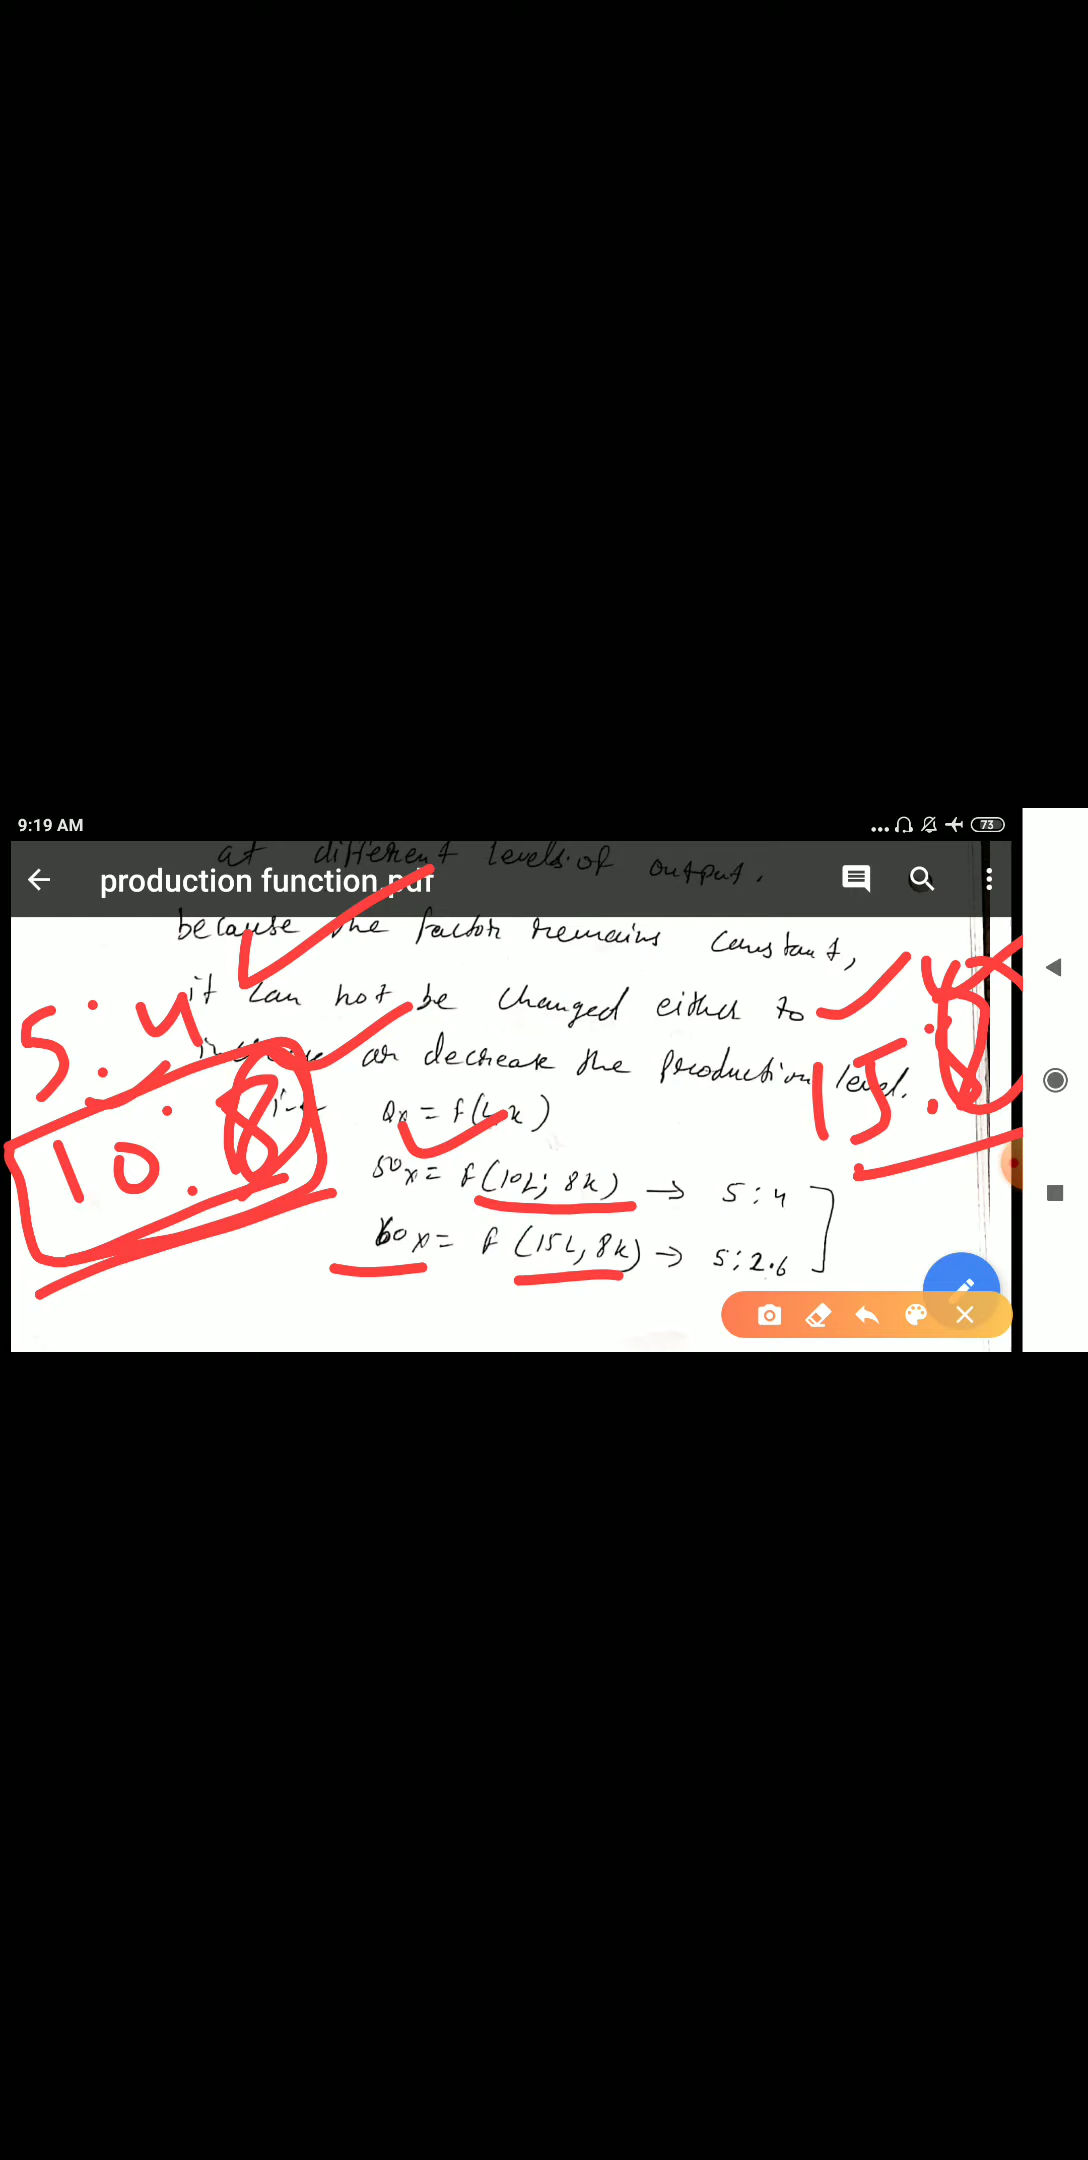 9:19 AM
73
at different levels of output.
production function.pdf
because the factor remains constant,
it can not be changed either to
increase or decrease the production level.
5:4
10:8
15:8
i-e Qx = f(L, K)
50x = f(10L; 8K) → 5:4
60x = f (15L, 8K) → 5:2.6